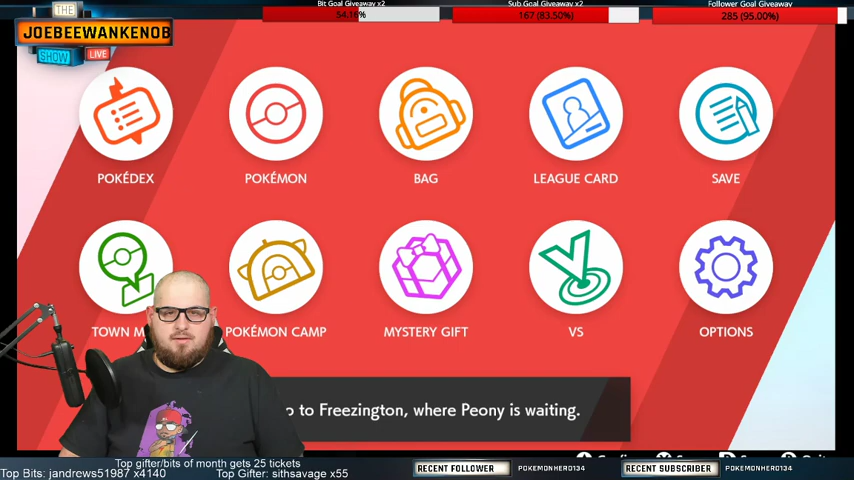 Bit Goal Giveaway x2
Sub Goal Giveaway x2
Follower Goal Giveaway
54.16%
167 (83.50%)
285 (95.00%)
THE
JOEBEEWANKENOB
SHOW
LIVE
POKÉDEX
POKÉMON
BAG
LEAGUE CARD
SAVE
TOWN M
POKÉMON CAMP
MYSTERY GIFT
VS
OPTIONS
o to Freezington, where Peony is waiting.
Top gifter/bits of month gets 25 tickets
Top Bits: jandrews51987 x4140
Top Gifter: sithsavage x55
RECENT FOLLOWER
POKEMONHERO134
RECENT SUBSCRIBER
POKEMONHERO134